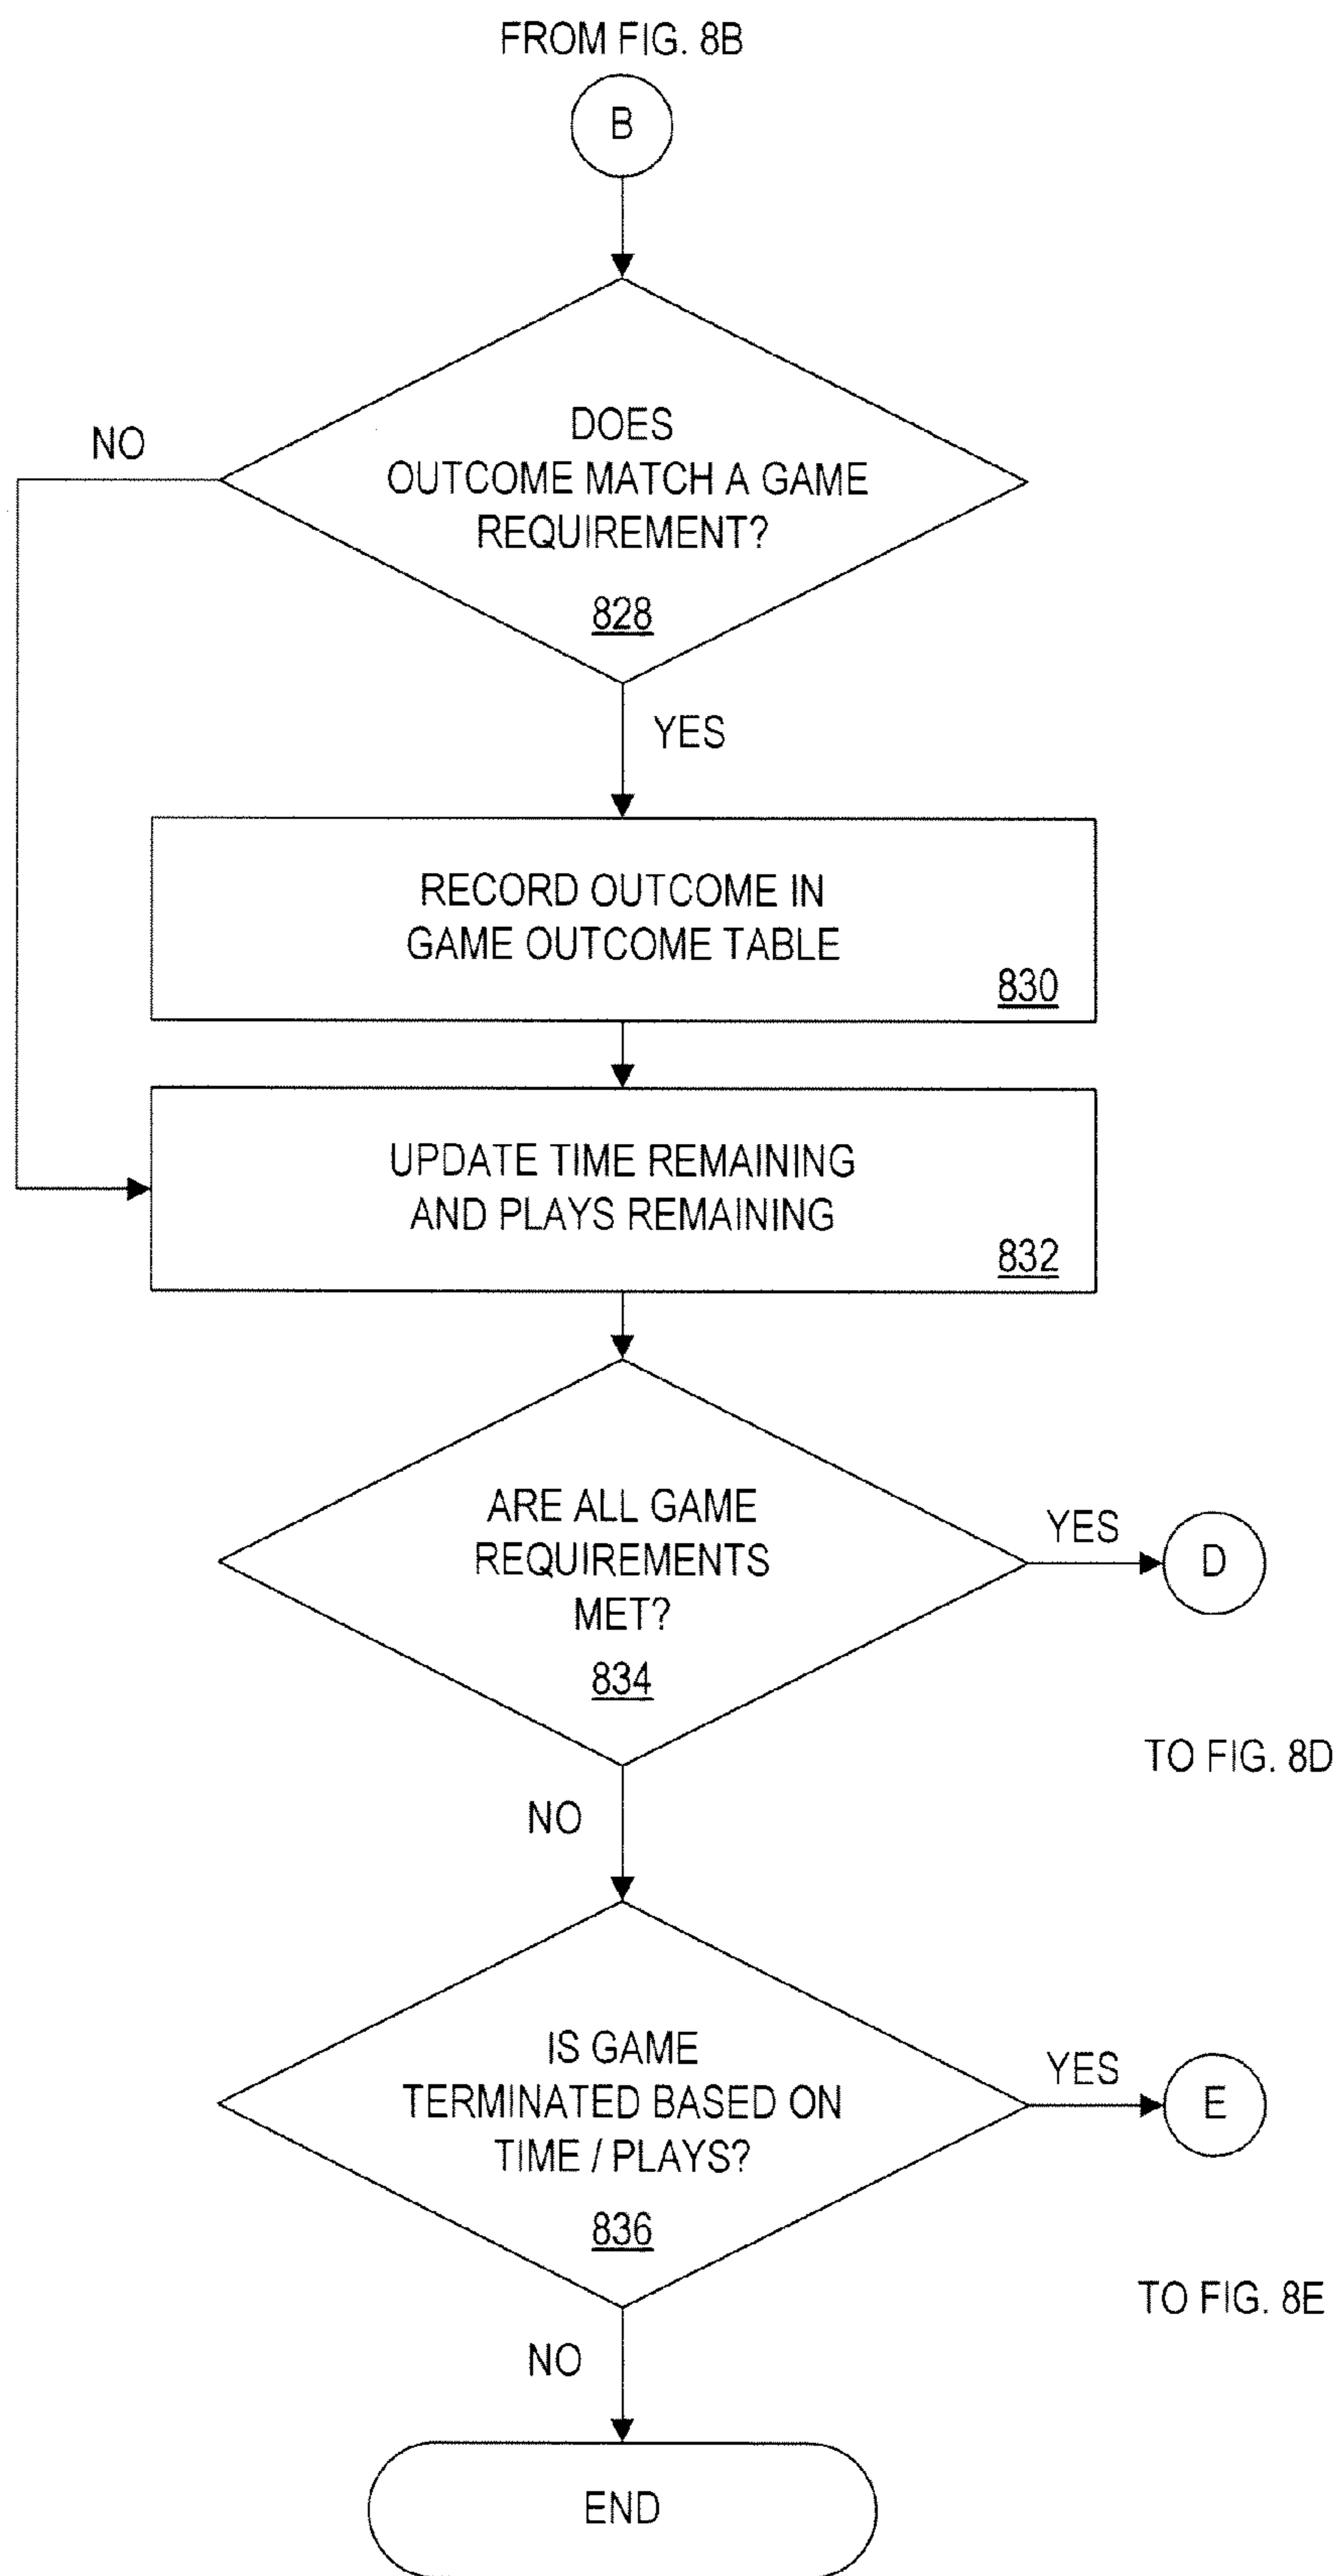 FROM FIG. 8B
B
DOES
OUTCOME MATCH A GAME
REQUIREMENT?
828
NO
YES
RECORD OUTCOME IN
GAME OUTCOME TABLE
830
UPDATE TIME REMAINING
AND PLAYS REMAINING
832
ARE ALL GAME
REQUIREMENTS
MET?
834
YES
D
TO FIG. 8D
NO
IS GAME
TERMINATED BASED ON
TIME / PLAYS?
836
YES
E
TO FIG. 8E
NO
END